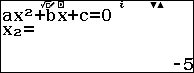 ax²+bx+c=0
x₂=
-5